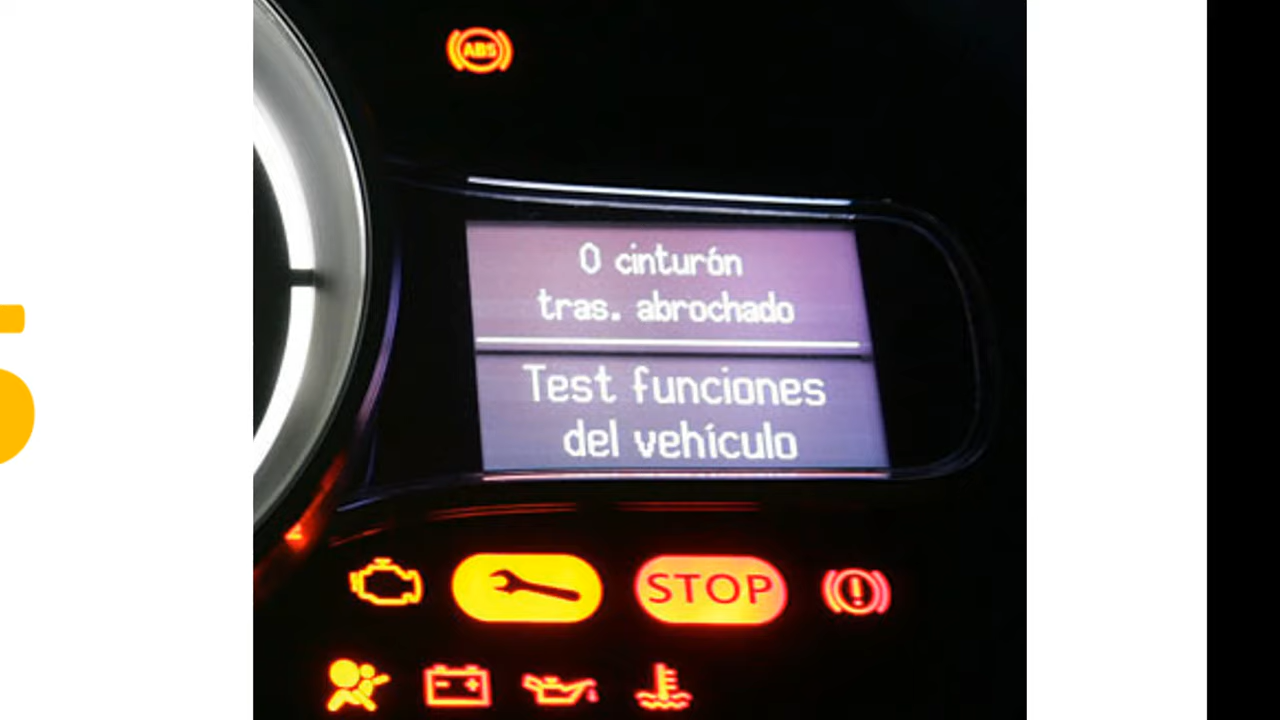 ABS
0 cinturón
tras. abrochado
Test funciones
del vehículo
STOP